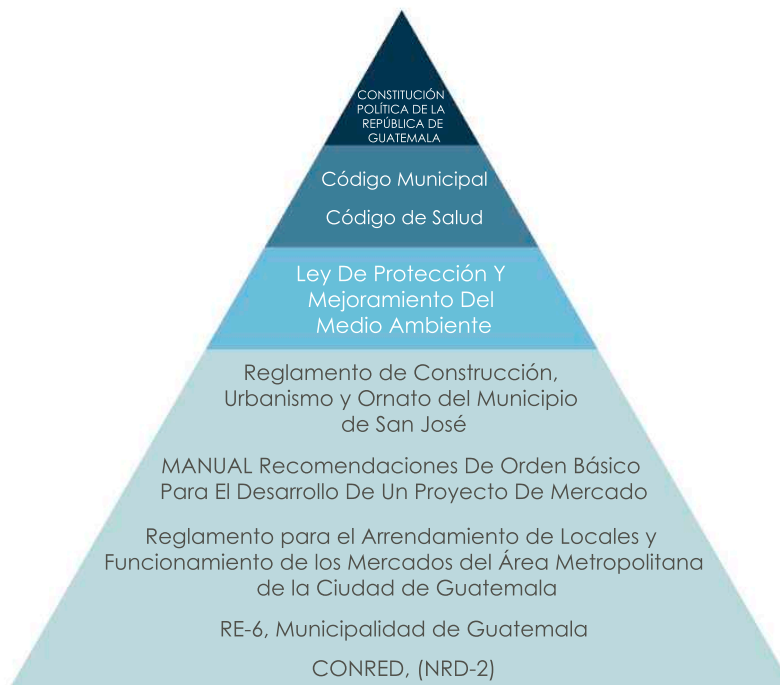 CONSTITUCIÓN
POLÍTICA DE LA
REPÚBLICA DE
GUATEMALA
Código Municipal
Código de Salud
Ley De Protección Y
Mejoramiento Del
Medio Ambiente
Reglamento de Construcción,
Urbanismo y Ornato del Municipio
de San José
MANUAL Recomendaciones De Orden Básico
Para El Desarrollo De Un Proyecto De Mercado
Reglamento para el Arrendamiento de Locales y
Funcionamiento de los Mercados del Área Metropolitana
de la Ciudad de Guatemala
RE-6, Municipalidad de Guatemala
CONRED, (NRD-2)